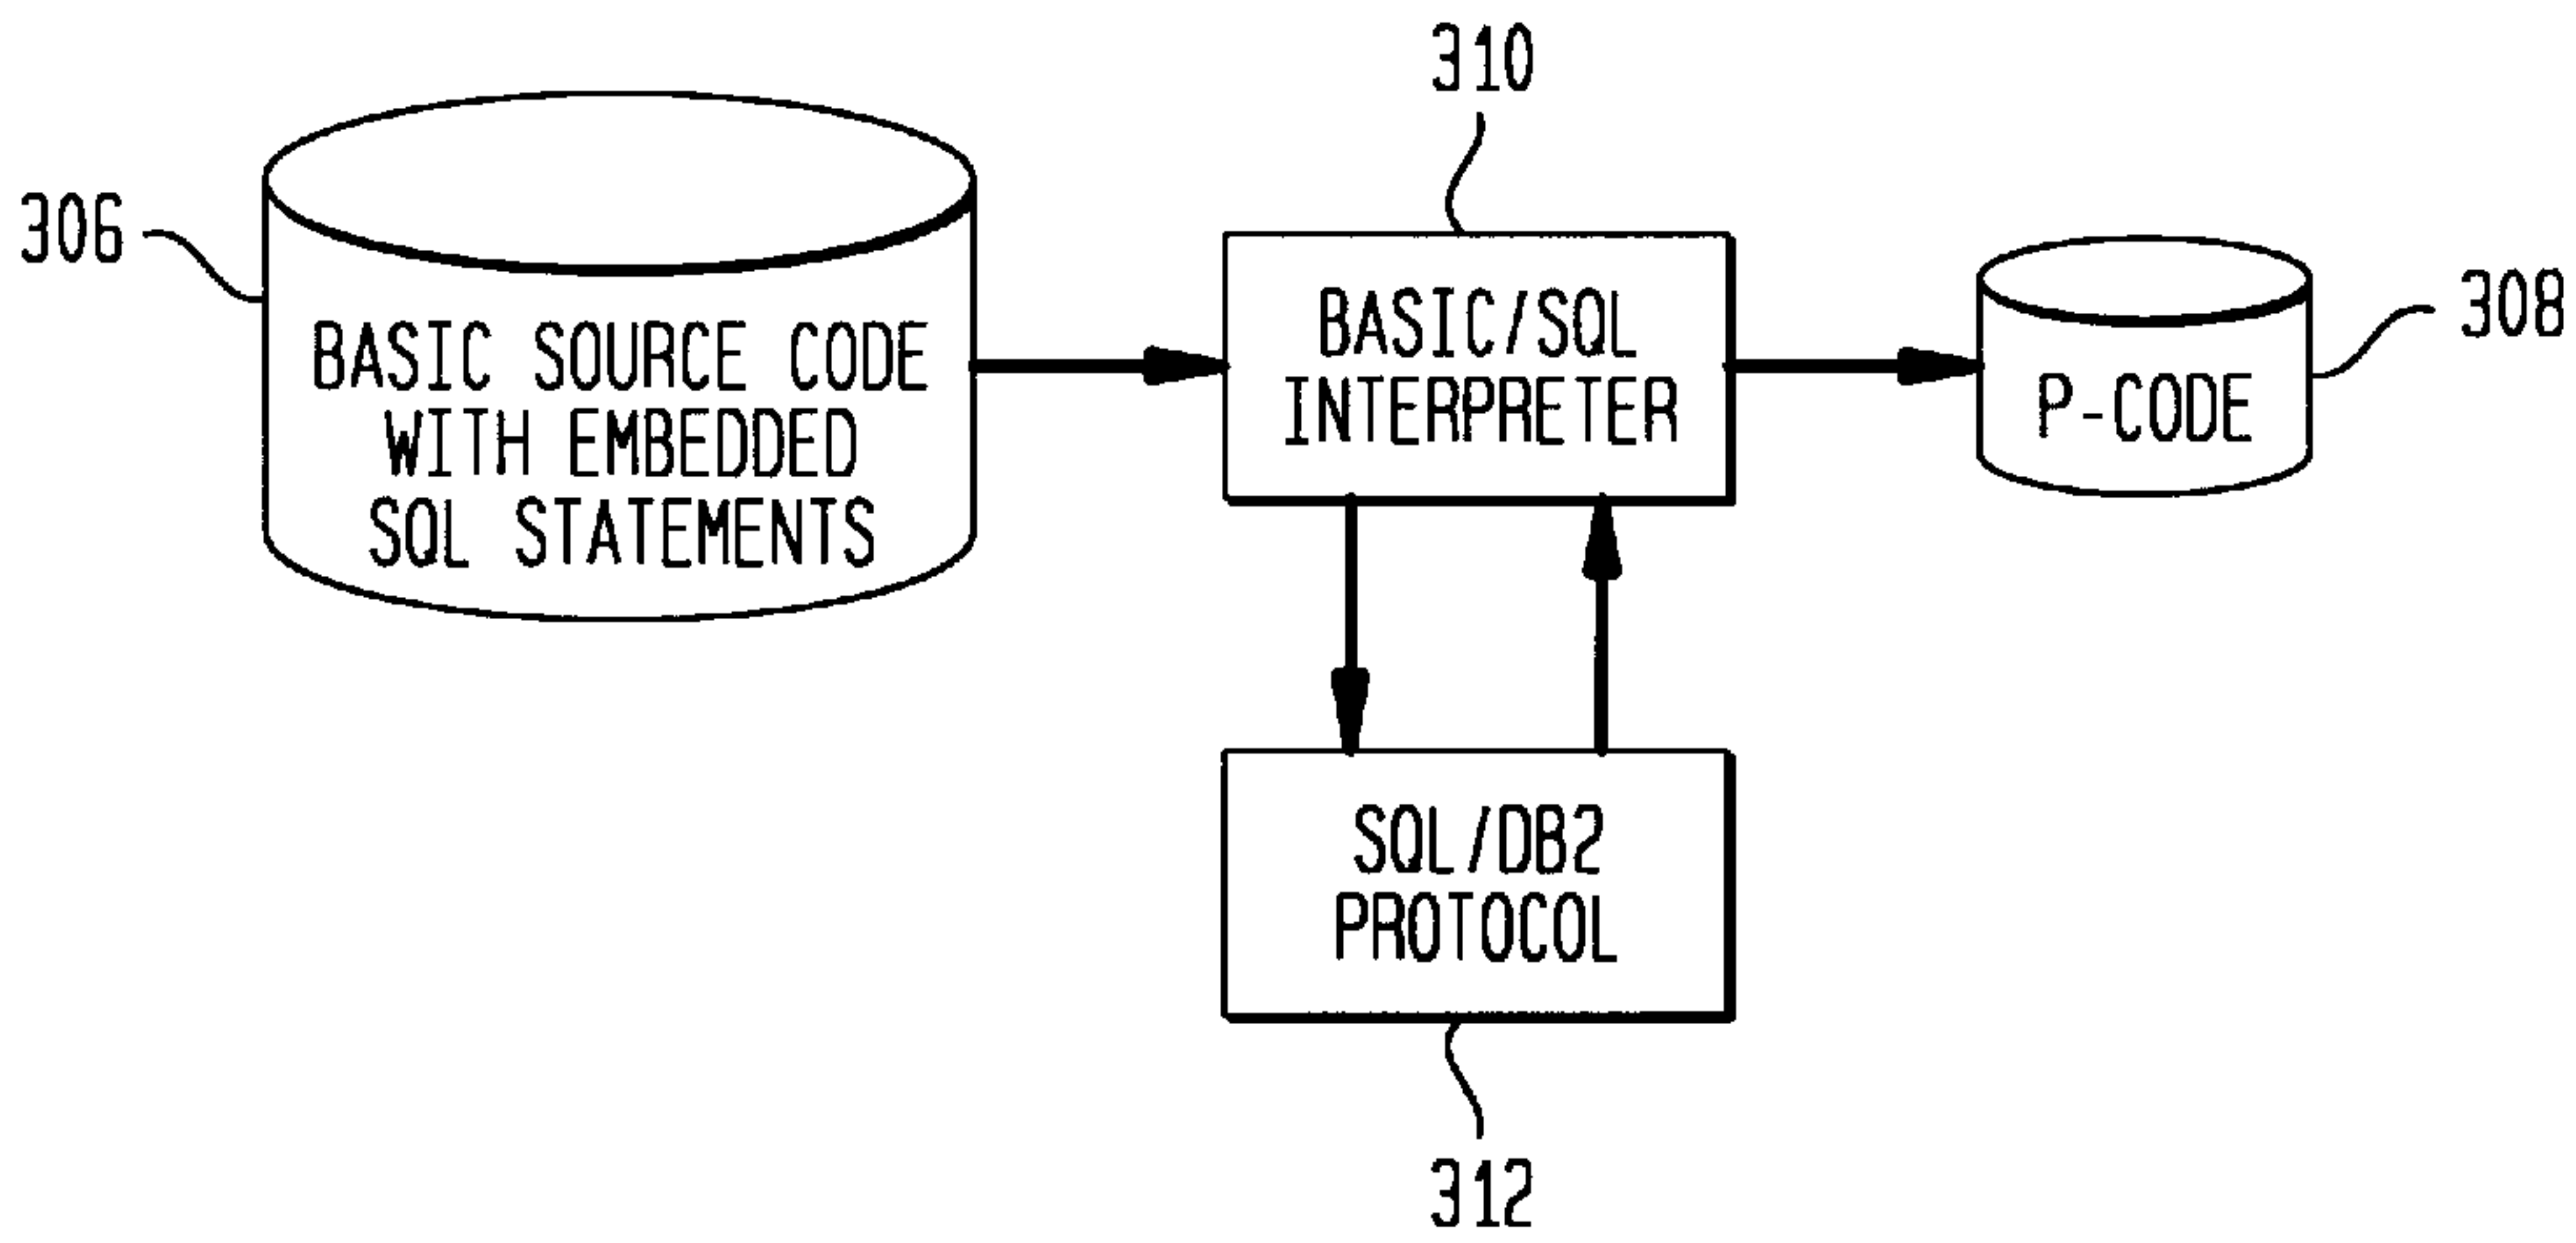 310
306
BASIC SOURCE CODE
WITH EMBEDDED
SQL STATEMENTS
BASIC/SQL
INTERPRETER
308
P-CODE
SQL/DB2
PROTOCOL
312